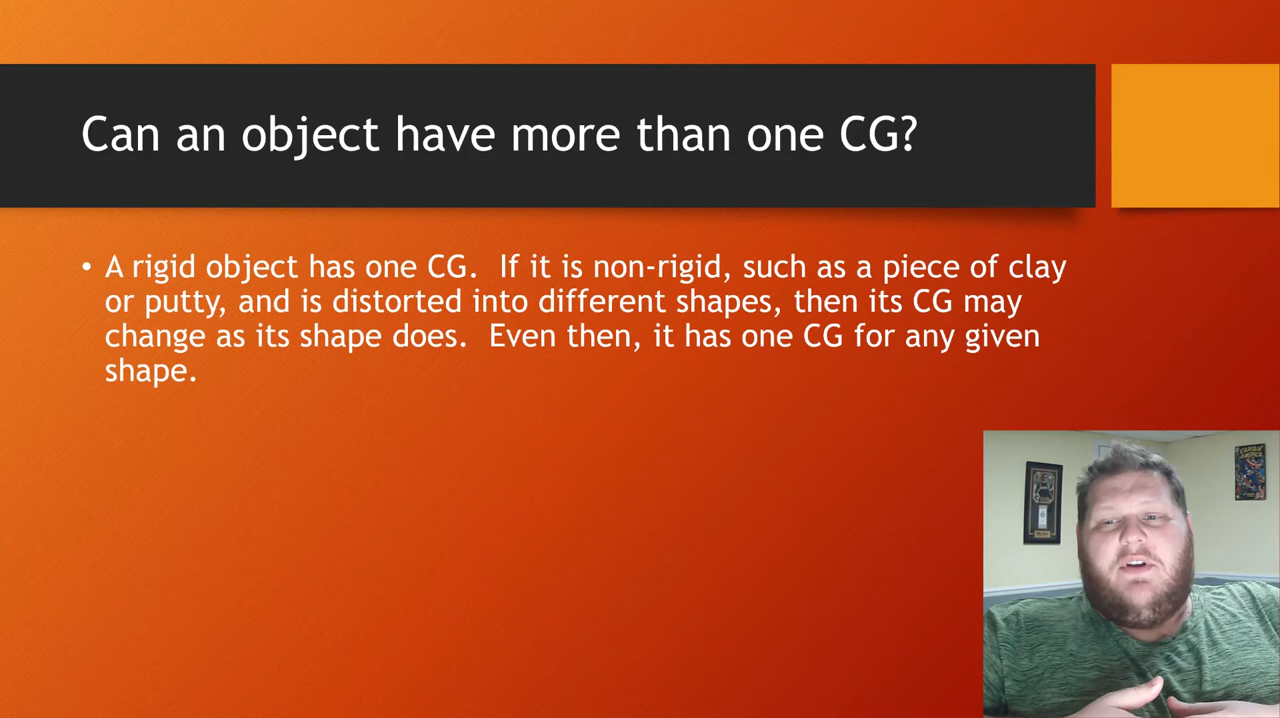 Can an object have more than one CG?
• A rigid object has one CG.  If it is non-rigid, such as a piece of clay
or putty, and is distorted into different shapes, then its CG may
change as its shape does.  Even then, it has one CG for any given
shape.
CAPTAIN
AMERICA